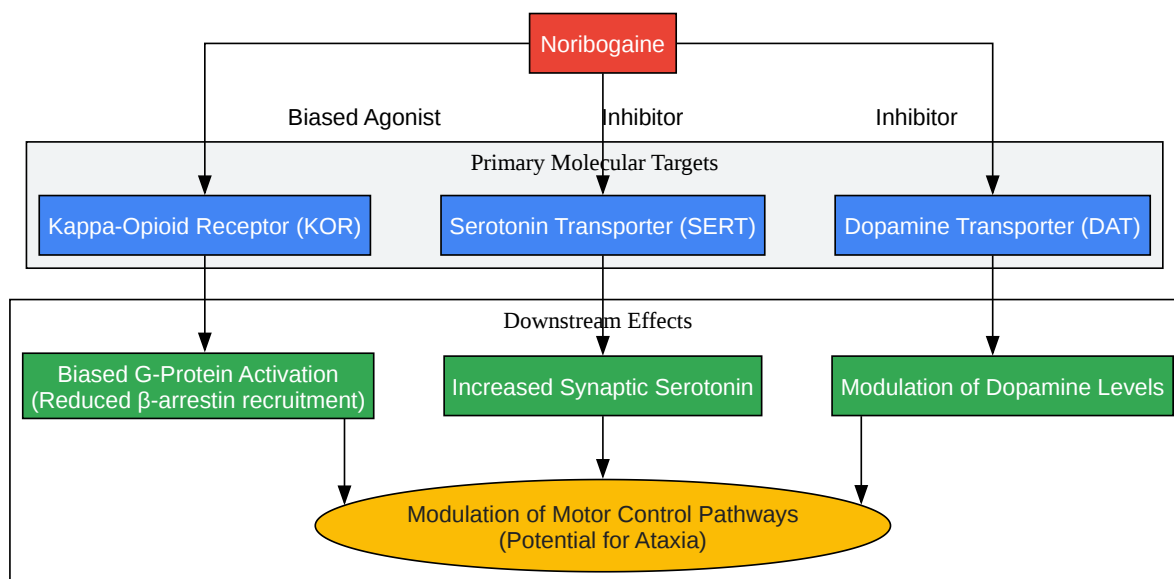 Noribogaine
Biased Agonist
Inhibitor
Inhibitor
Primary Molecular Targets
Kappa-Opioid Receptor (KOR)
Serotonin Transporter (SERT)
Dopamine Transporter (DAT)
Downstream Effects
Biased G-Protein Activation
(Reduced β-arrestin recruitment)
Increased Synaptic Serotonin
Modulation of Dopamine Levels
Modulation of Motor Control Pathways
(Potential for Ataxia)